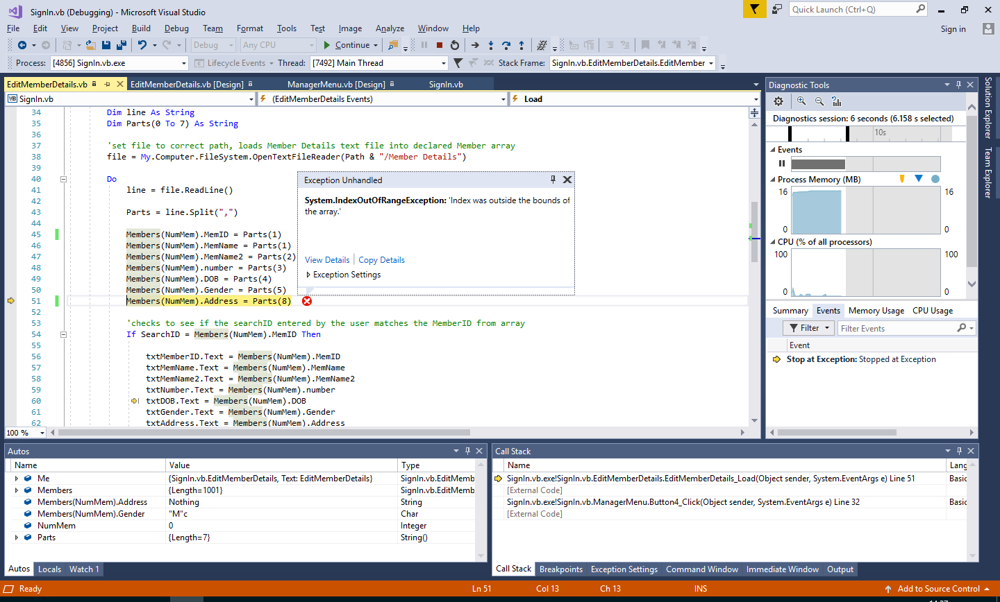 SignIn.vb (Debugging) - Microsoft Visual Studio
Quick Launch (Ctrl+Q)
File Edit View Project Build Debug Team Format Tools Test Image Analyze Window Help
Sign in
Debug Any CPU Continue
Process: [4856] SignIn.vb.exe Lifecycle Events Thread: [7492] Main Thread Stack Frame: SignIn.vb.EditMemberDetails.EditMember
EditMemberDetails.vb EditMemberDetails.vb [Design] ManagerMenu.vb [Design] SignIn.vb
VB SignIn.vb (EditMemberDetails Events) Load
34 Dim line As String
35 Dim Parts(0 To 7) As String
36
37 'set file to correct path, loads Member Details text file into declared Member array
38 file = My.Computer.FileSystem.OpenTextFileReader(Path & "/Member Details")
39
40 Do
41 line = file.ReadLine()
42
43 Parts = line.Split(",")
44
45 Members(NumMem).MemID = Parts(1)
46 Members(NumMem).MemName = Parts(1)
47 Members(NumMem).MemName2 = Parts(2)
48 Members(NumMem).number = Parts(3)
49 Members(NumMem).DOB = Parts(4)
50 Members(NumMem).Gender = Parts(5)
51 Members(NumMem).Address = Parts(8)
52
53 'checks to see if the searchID entered by the user matches the MemberID from array
54 If SearchID = Members(NumMem).MemID Then
55
56 txtMemberID.Text = Members(NumMem).MemID
57 txtMemName.Text = Members(NumMem).MemName
58 txtMemName2.Text = Members(NumMem).MemName2
59 txtNumber.Text = Members(NumMem).number
60 txtDOB.Text = Members(NumMem).DOB
61 txtGender.Text = Members(NumMem).Gender
62 txtAddress.Text = Members(NumMem).Address
100 %
Exception Unhandled
System.IndexOutOfRangeException: 'Index was outside the bounds of
the array.'
View Details Copy Details
Exception Settings
Diagnostic Tools
Diagnostics session: 6 seconds (6.158 s selected)
10s
Events
Process Memory (MB)
16 16
0 0
CPU (% of all processors)
100 100
0 0
Summary Events Memory Usage CPU Usage
Filter Filter Events
Event
Stop at Exception: Stopped at Exception
Solution Explorer
Team Explorer
Autos
Name Value Type
Me {SignIn.vb.EditMemberDetails, Text: EditMemberDetails} SignIn.vb.EditMemb
Members {Length=1001} SignIn.vb.EditMemb
Members(NumMem).Address Nothing String
Members(NumMem).Gender "M"c Char
NumMem 0 Integer
Parts {Length=7} String()
Autos Locals Watch 1
Call Stack
Name Lang
SignIn.vb.exe!SignIn.vb.EditMemberDetails.EditMemberDetails_Load(Object sender, System.EventArgs e) Line 51 Basic
[External Code]
SignIn.vb.exe!SignIn.vb.ManagerMenu.Button4_Click(Object sender, System.EventArgs e) Line 32 Basic
[External Code]
Call Stack Breakpoints Exception Settings Command Window Immediate Window Output
Ready Ln 51 Col 13 Ch 13 INS Add to Source Control